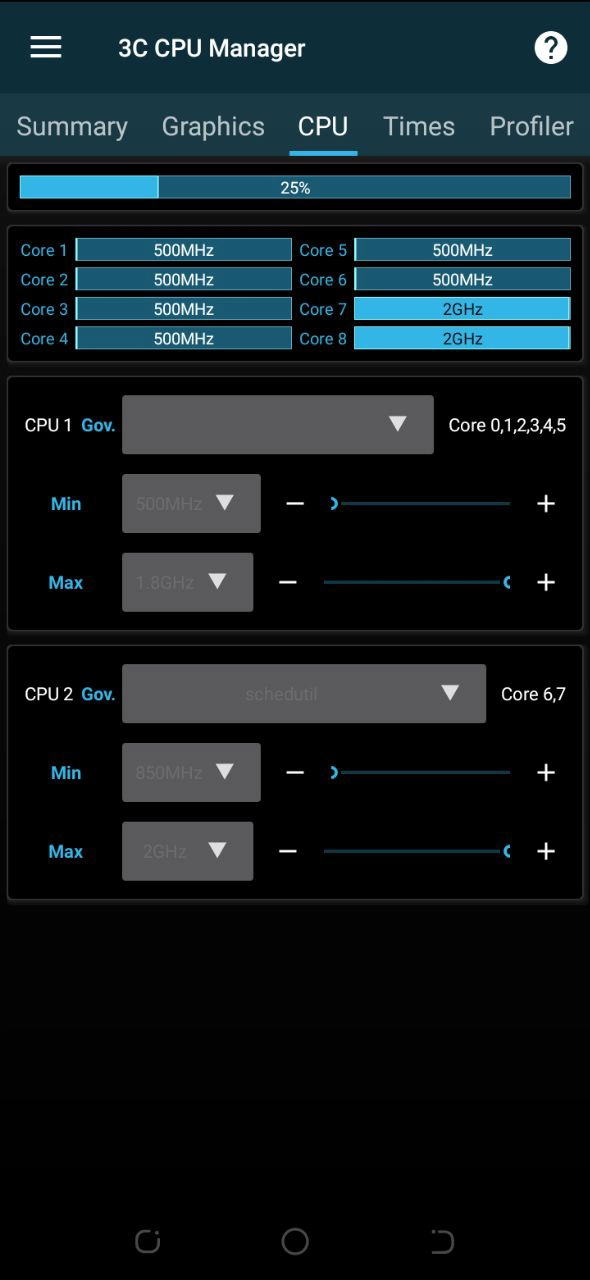 3C CPU Manager
?
Summary Graphics CPU Times Profiler
25%
Core 1 500MHz Core 5 500MHz
Core 2 500MHz Core 6 500MHz
Core 3 500MHz Core 7 2GHz
Core 4 500MHz Core 8 2GHz
CPU 1 Gov. Core 0,1,2,3,4,5
Min 500MHz
Max 1.8GHz
CPU 2 Gov. schedutil Core 6,7
Min 850MHz
Max 2GHz